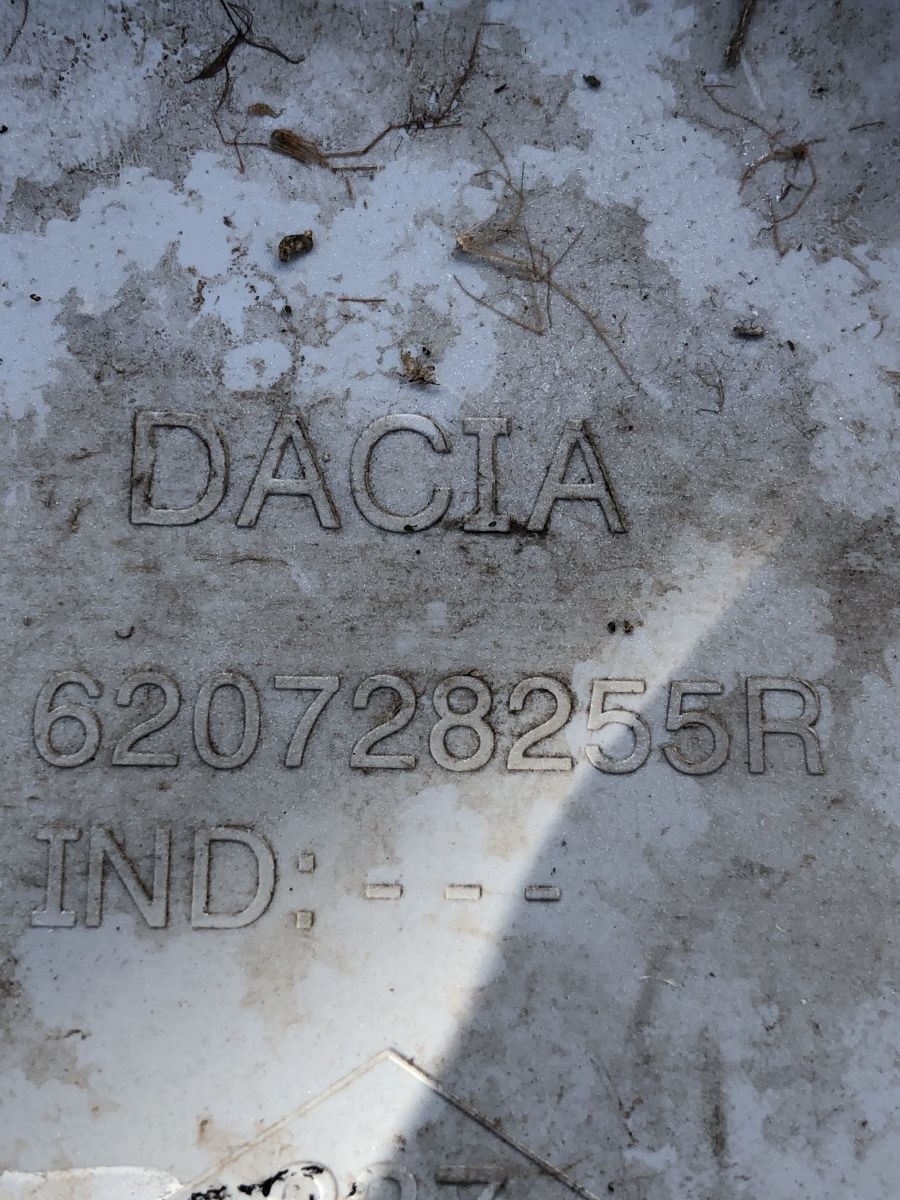 DACIA
620728255R
IND: - - -